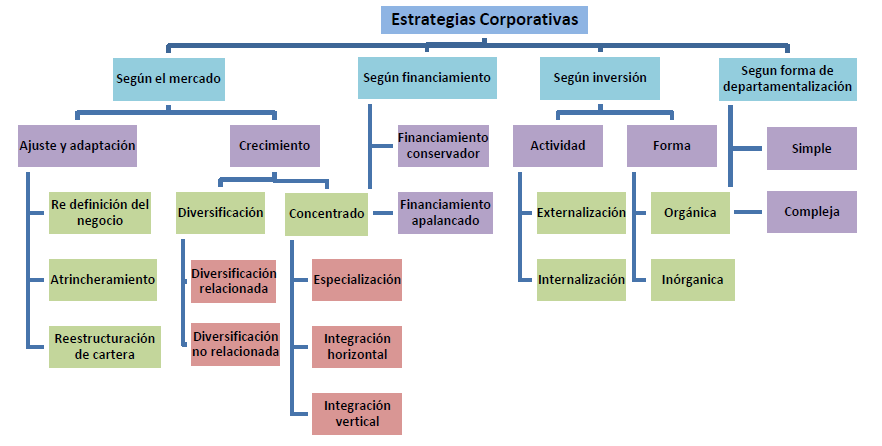 Estrategias Corporativas
Según el mercado
Según financiamiento
Según inversión
Segun forma de
departamentalización
Ajuste y adaptación
Crecimiento
Financiamiento
conservador
Actividad
Forma
Simple
Re definición del
negocio
Diversificación
Concentrado
Financiamiento
apalancado
Externalización
Orgánica
Compleja
Atrincheramiento
Diversificación
relacionada
Especialización
Internalización
Inórganica
Reestructuración
de cartera
Diversificación
no relacionada
Integración
horizontal
Integración
vertical